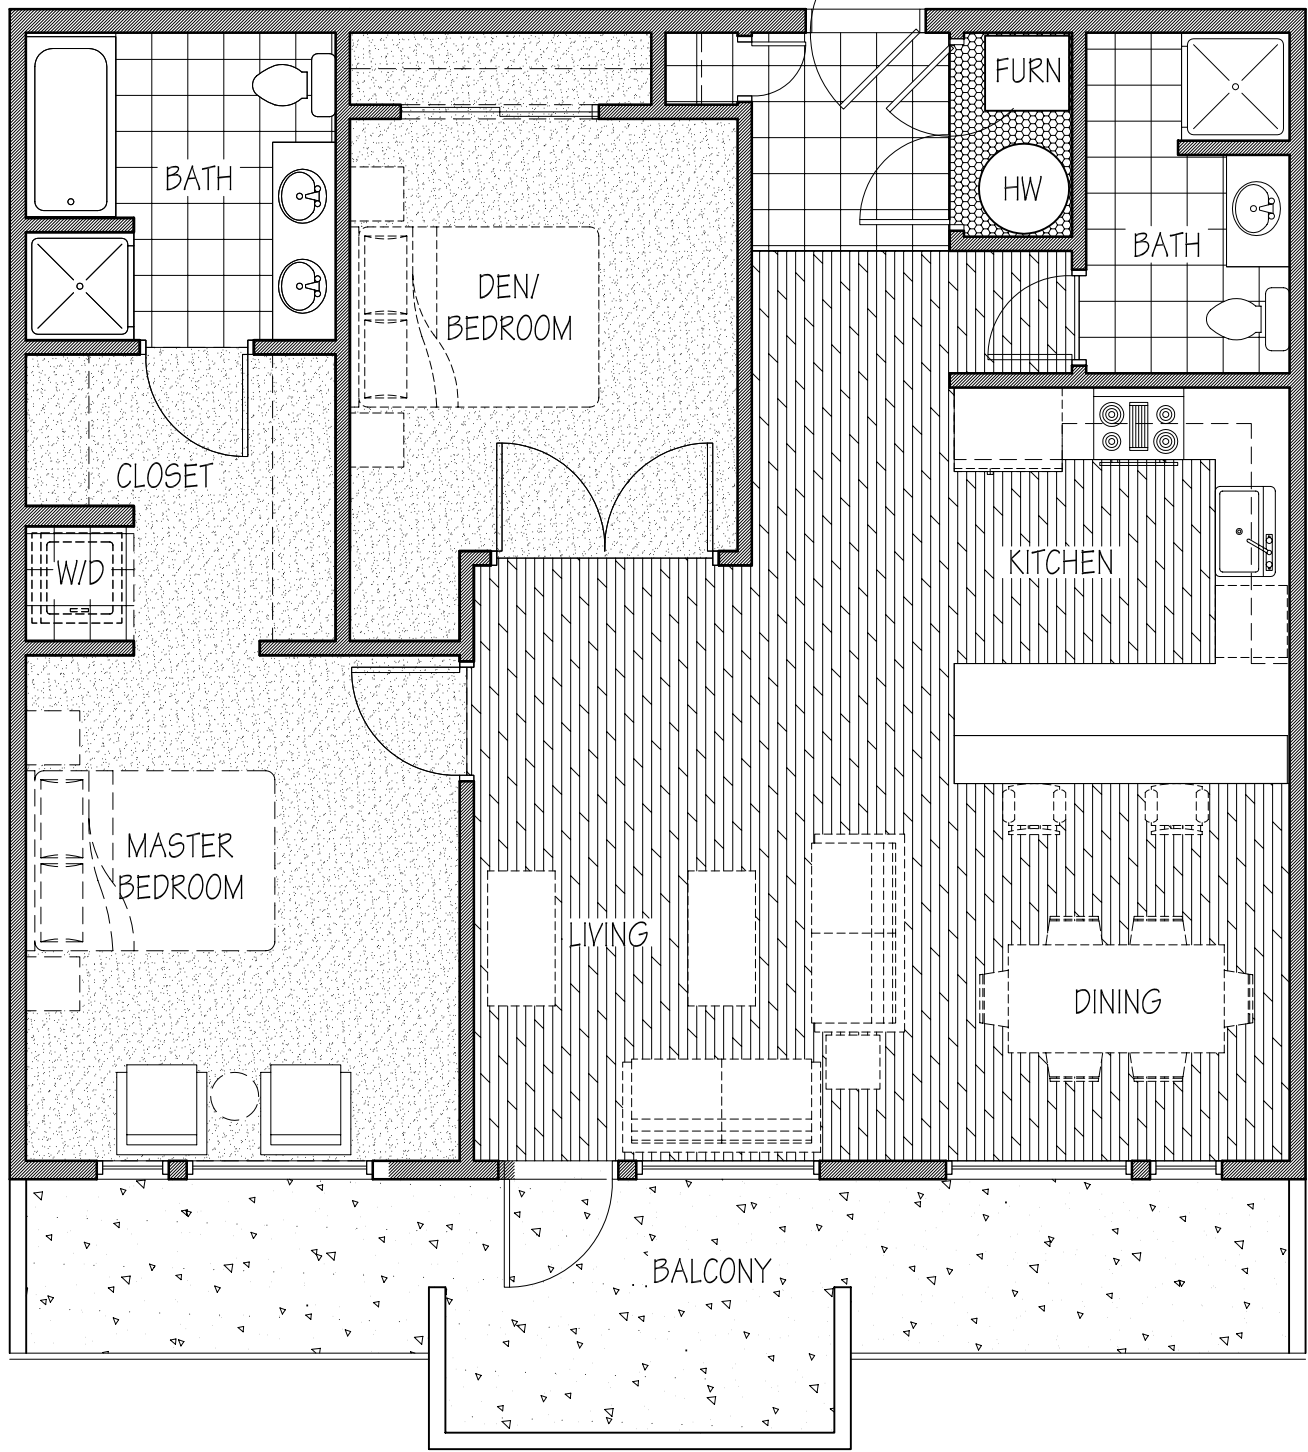 FURN
BATH
HW
BATH
DEN/
BEDROOM
CLOSET
KITCHEN
W/D
MASTER
BEDROOM
LIVING
DINING
BALCONY